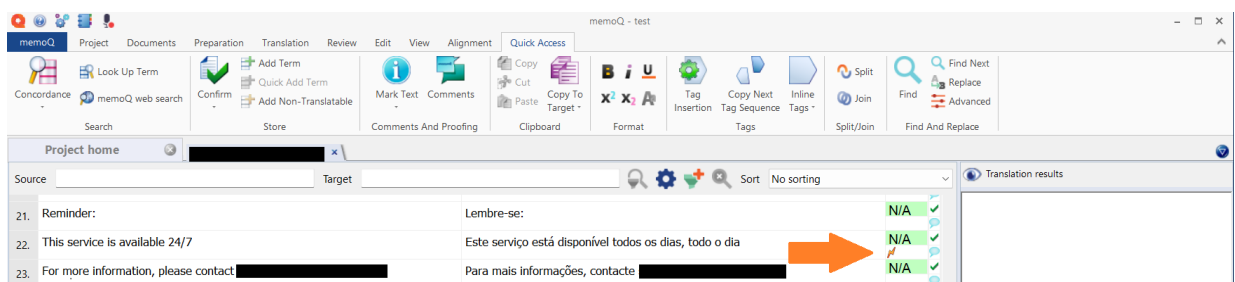 memoQ - test
memoQ Project Documents Preparation Translation Review Edit View Alignment Quick Access
Concordance
Look Up Term
memoQ web search
Search
Confirm
Add Term
Quick Add Term
Add Non-Translatable
Store
Mark Text Comments
Comments And Proofing
Copy
Cut
Paste
Copy To
Target
Clipboard
B i U
X² X₂ A
Format
Tag
Insertion
Copy Next
Tag Sequence
Inline
Tags
Tags
Split
Join
Split/Join
Find
Find Next
Replace
Advanced
Find And Replace
Project home
Source Target Sort No sorting Translation results
21. Reminder: Lembre-se: N/A
22. This service is available 24/7 Este serviço está disponível todos os dias, todo o dia N/A
23. For more information, please contact Para mais informações, contacte N/A